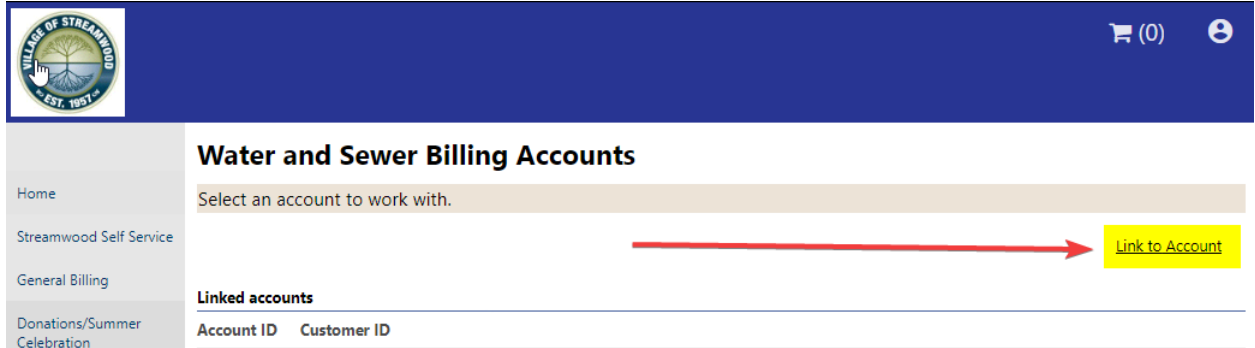 VILLAGE OF STREAMWOOD
EST. 1957
(0)
Water and Sewer Billing Accounts
Home
Select an account to work with.
Streamwood Self Service
Link to Account
General Billing
Linked accounts
Donations/Summer
Celebration
Account ID Customer ID